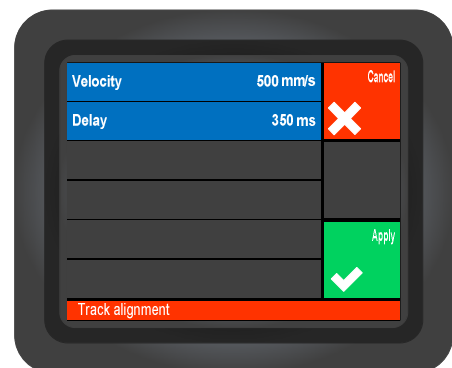 Velocity 500 mm/s
Cancel
Delay 350 ms
Apply
Track alignment